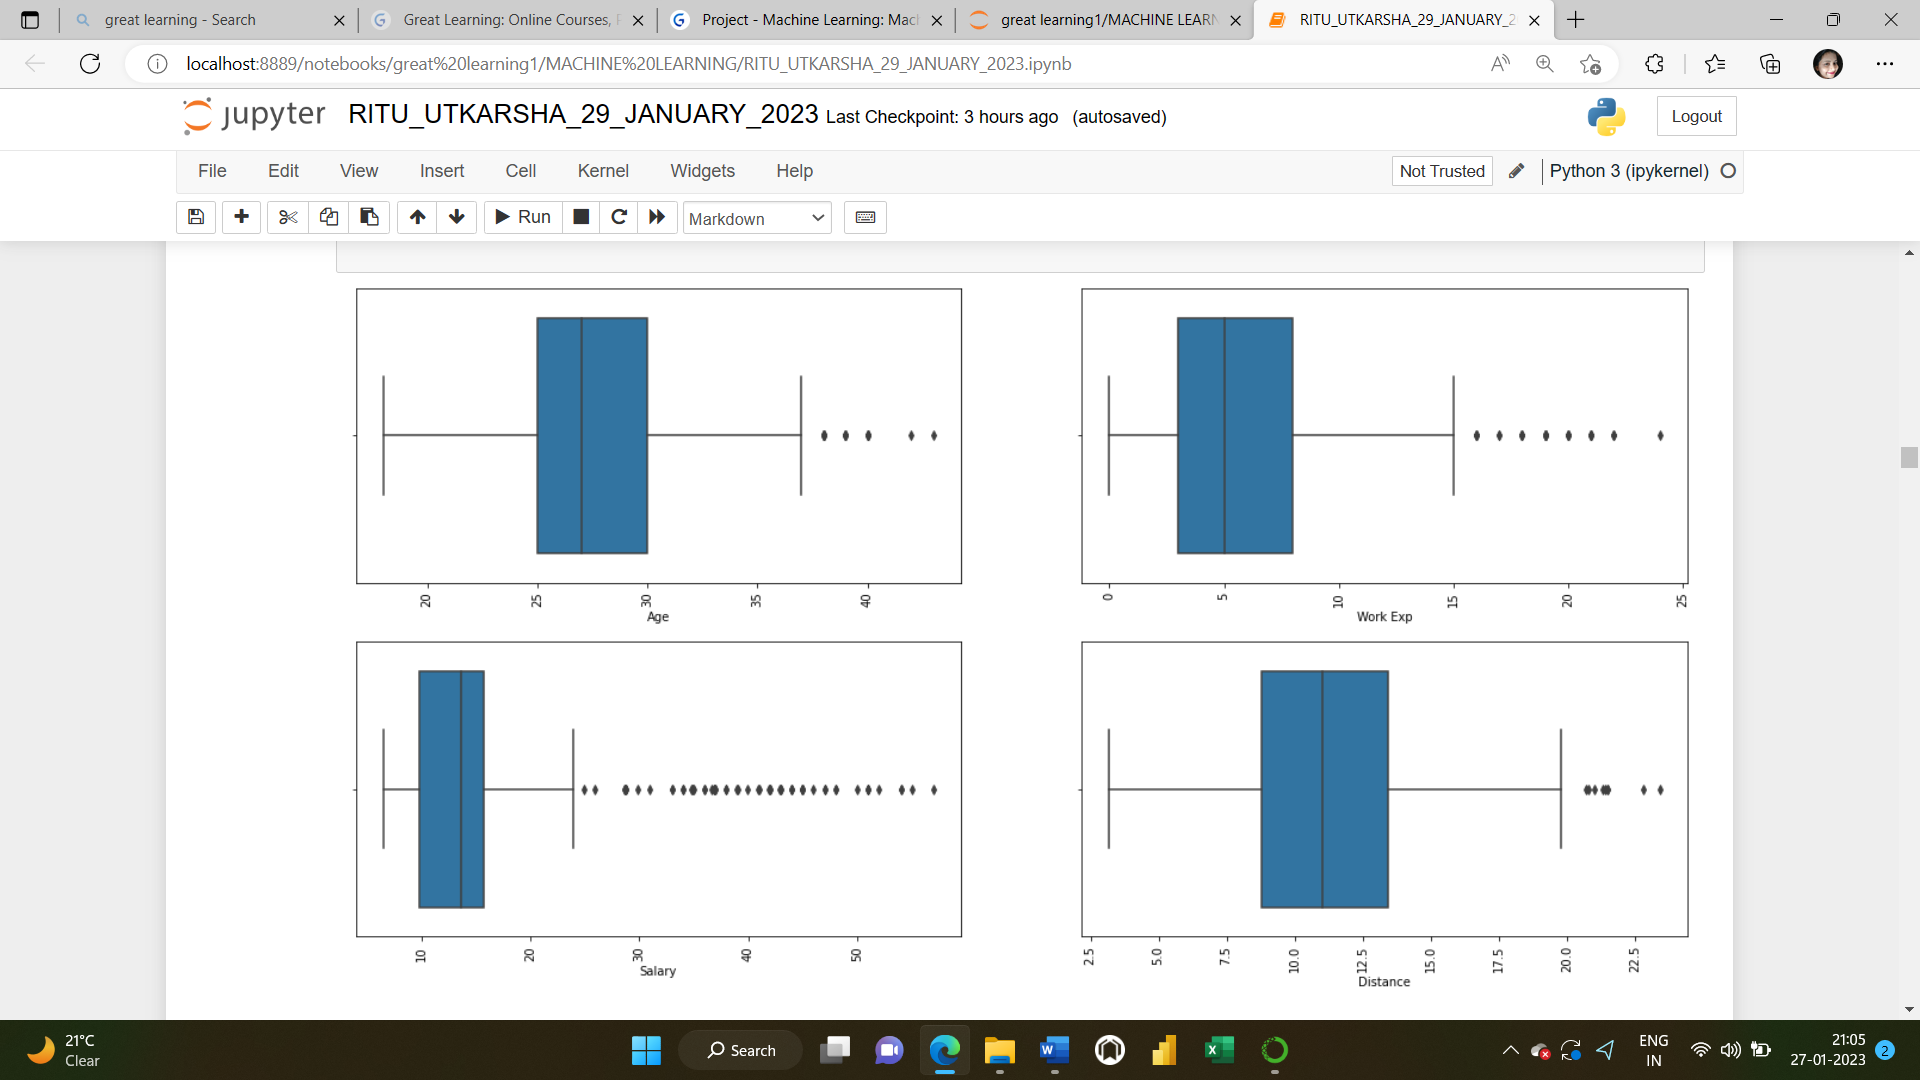 great learning - Search
Great Learning: Online Courses,
Project - Machine Learning: Mach
great learning1/MACHINE LEARN
RITU_UTKARSHA_29_JANUARY_2
localhost:8889/notebooks/great%20learning1/MACHINE%20LEARNING/RITU_UTKARSHA_29_JANUARY_2023.ipynb
jupyter RITU_UTKARSHA_29_JANUARY_2023 Last Checkpoint: 3 hours ago (autosaved)
Logout
File Edit View Insert Cell Kernel Widgets Help
Not Trusted
Python 3 (ipykernel)
Run
Markdown
20 25 30 35 40
Age
0 5 10 15 20 25
Work Exp
10 20 30 40 50
Salary
2.5 5.0 7.5 10.0 12.5 15.0 17.5 20.0 22.5
Distance
21°C
Clear
Search
ENG
IN
21:05
27-01-2023
2